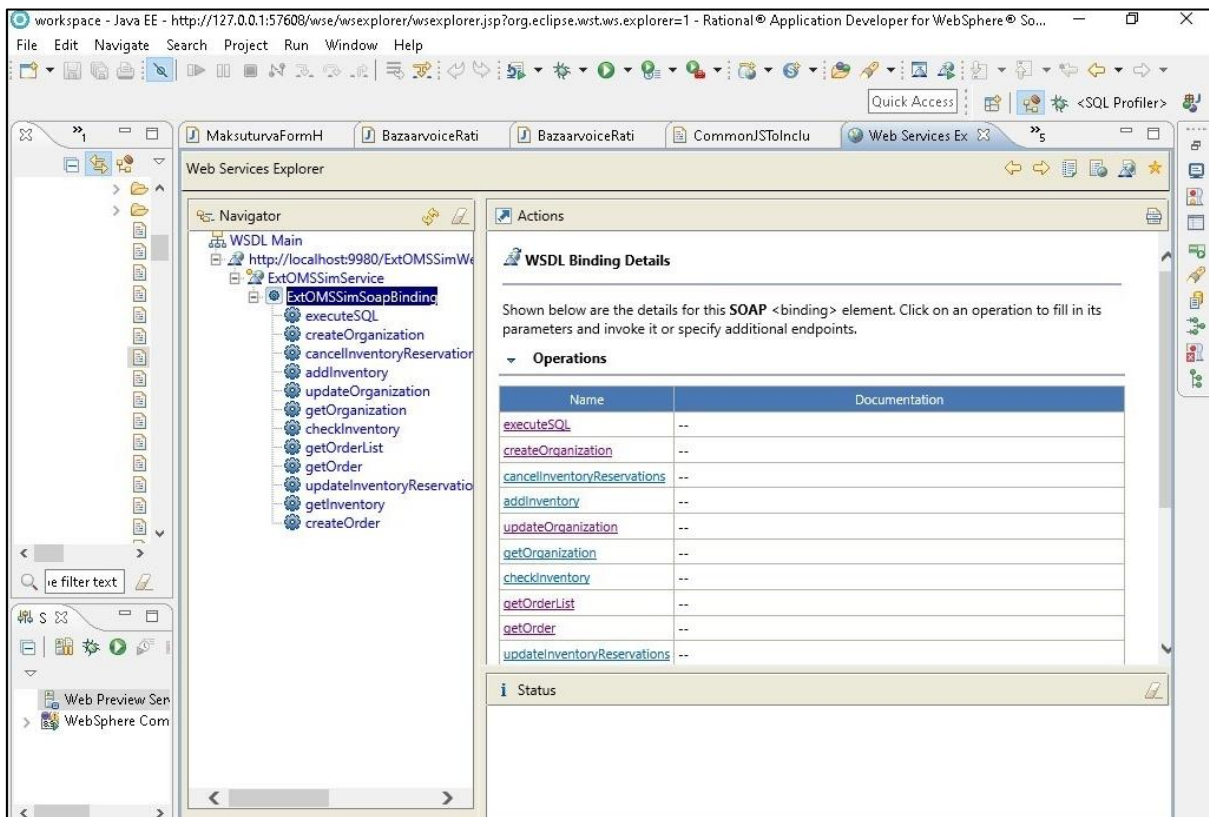 workspace - Java EE - http://127.0.0.1:57608/wse/wsexplorer/wsexplorer.jsp?org.eclipse.wst.ws.explorer=1 - Rational® Application Developer for WebSphere® So...
File Edit Navigate Search Project Run Window Help
Quick Access
<SQL Profiler>
»1
MaksuturvaFormH
BazaarvoiceRati
BazaarvoiceRati
CommonJSToInclu
Web Services Ex
»5
Web Services Explorer
Navigator
WSDL Main
http://localhost:9980/ExtOMSSimWe
ExtOMSSimService
ExtOMSSimSoapBinding
executeSQL
createOrganization
cancelInventoryReservation
addInventory
updateOrganization
getOrganization
checkInventory
getOrderList
getOrder
updateInventoryReservatio
getInventory
createOrder
Actions
WSDL Binding Details
Shown below are the details for this SOAP <binding> element. Click on an operation to fill in its
parameters and invoke it or specify additional endpoints.
Operations
Name Documentation
executeSQL --
createOrganization --
cancelInventoryReservations --
addInventory --
updateOrganization --
getOrganization --
checkInventory --
getOrderList --
getOrder --
updateInventoryReservations --
i Status
e filter text
S
Web Preview Ser
WebSphere Com